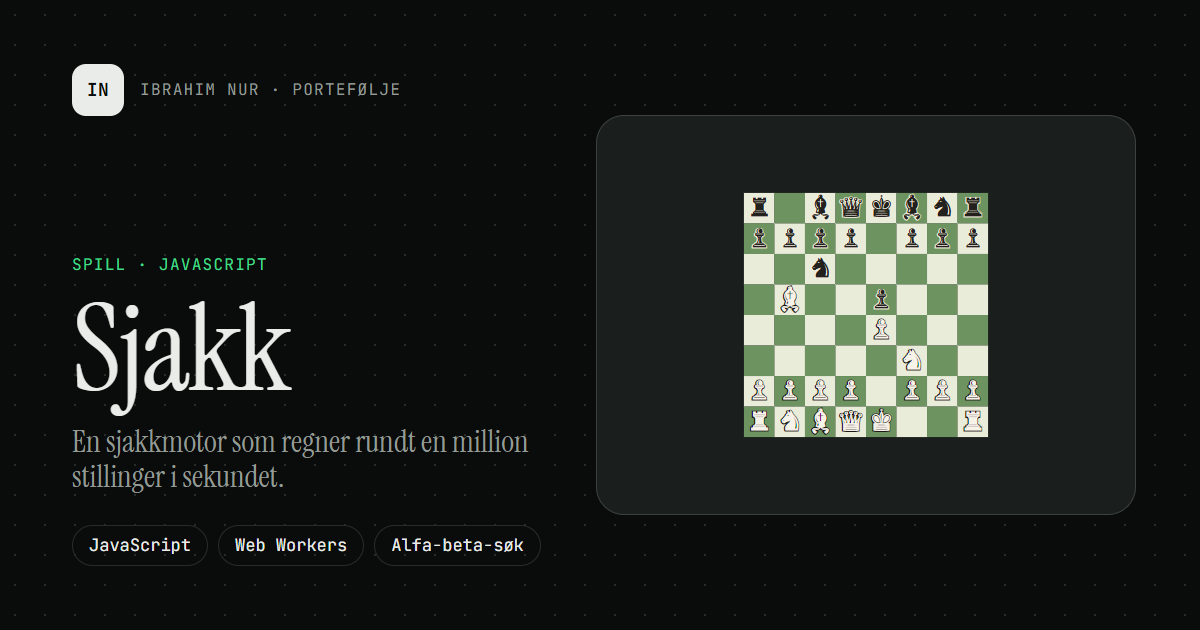 IN
IBRAHIM NUR · PORTEFØLJE
SPILL · JAVASCRIPT
Sjakk
En sjakkmotor som regner rundt en million
stillinger i sekundet.
JavaScript
Web Workers
Alfa-beta-søk